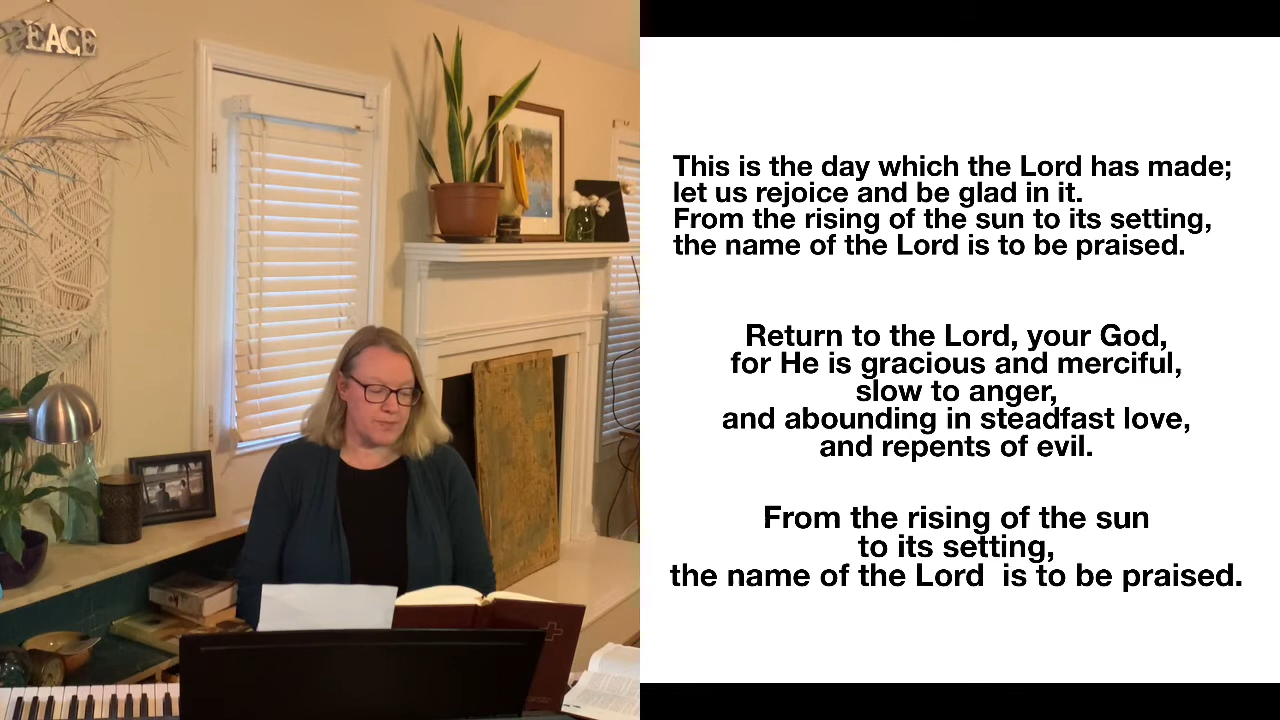 PEACE
This is the day which the Lord has made;
let us rejoice and be glad in it.
From the rising of the sun to its setting,
the name of the Lord is to be praised.
Return to the Lord, your God,
for He is gracious and merciful,
slow to anger,
and abounding in steadfast love,
and repents of evil.
From the rising of the sun
to its setting,
the name of the Lord  is to be praised.